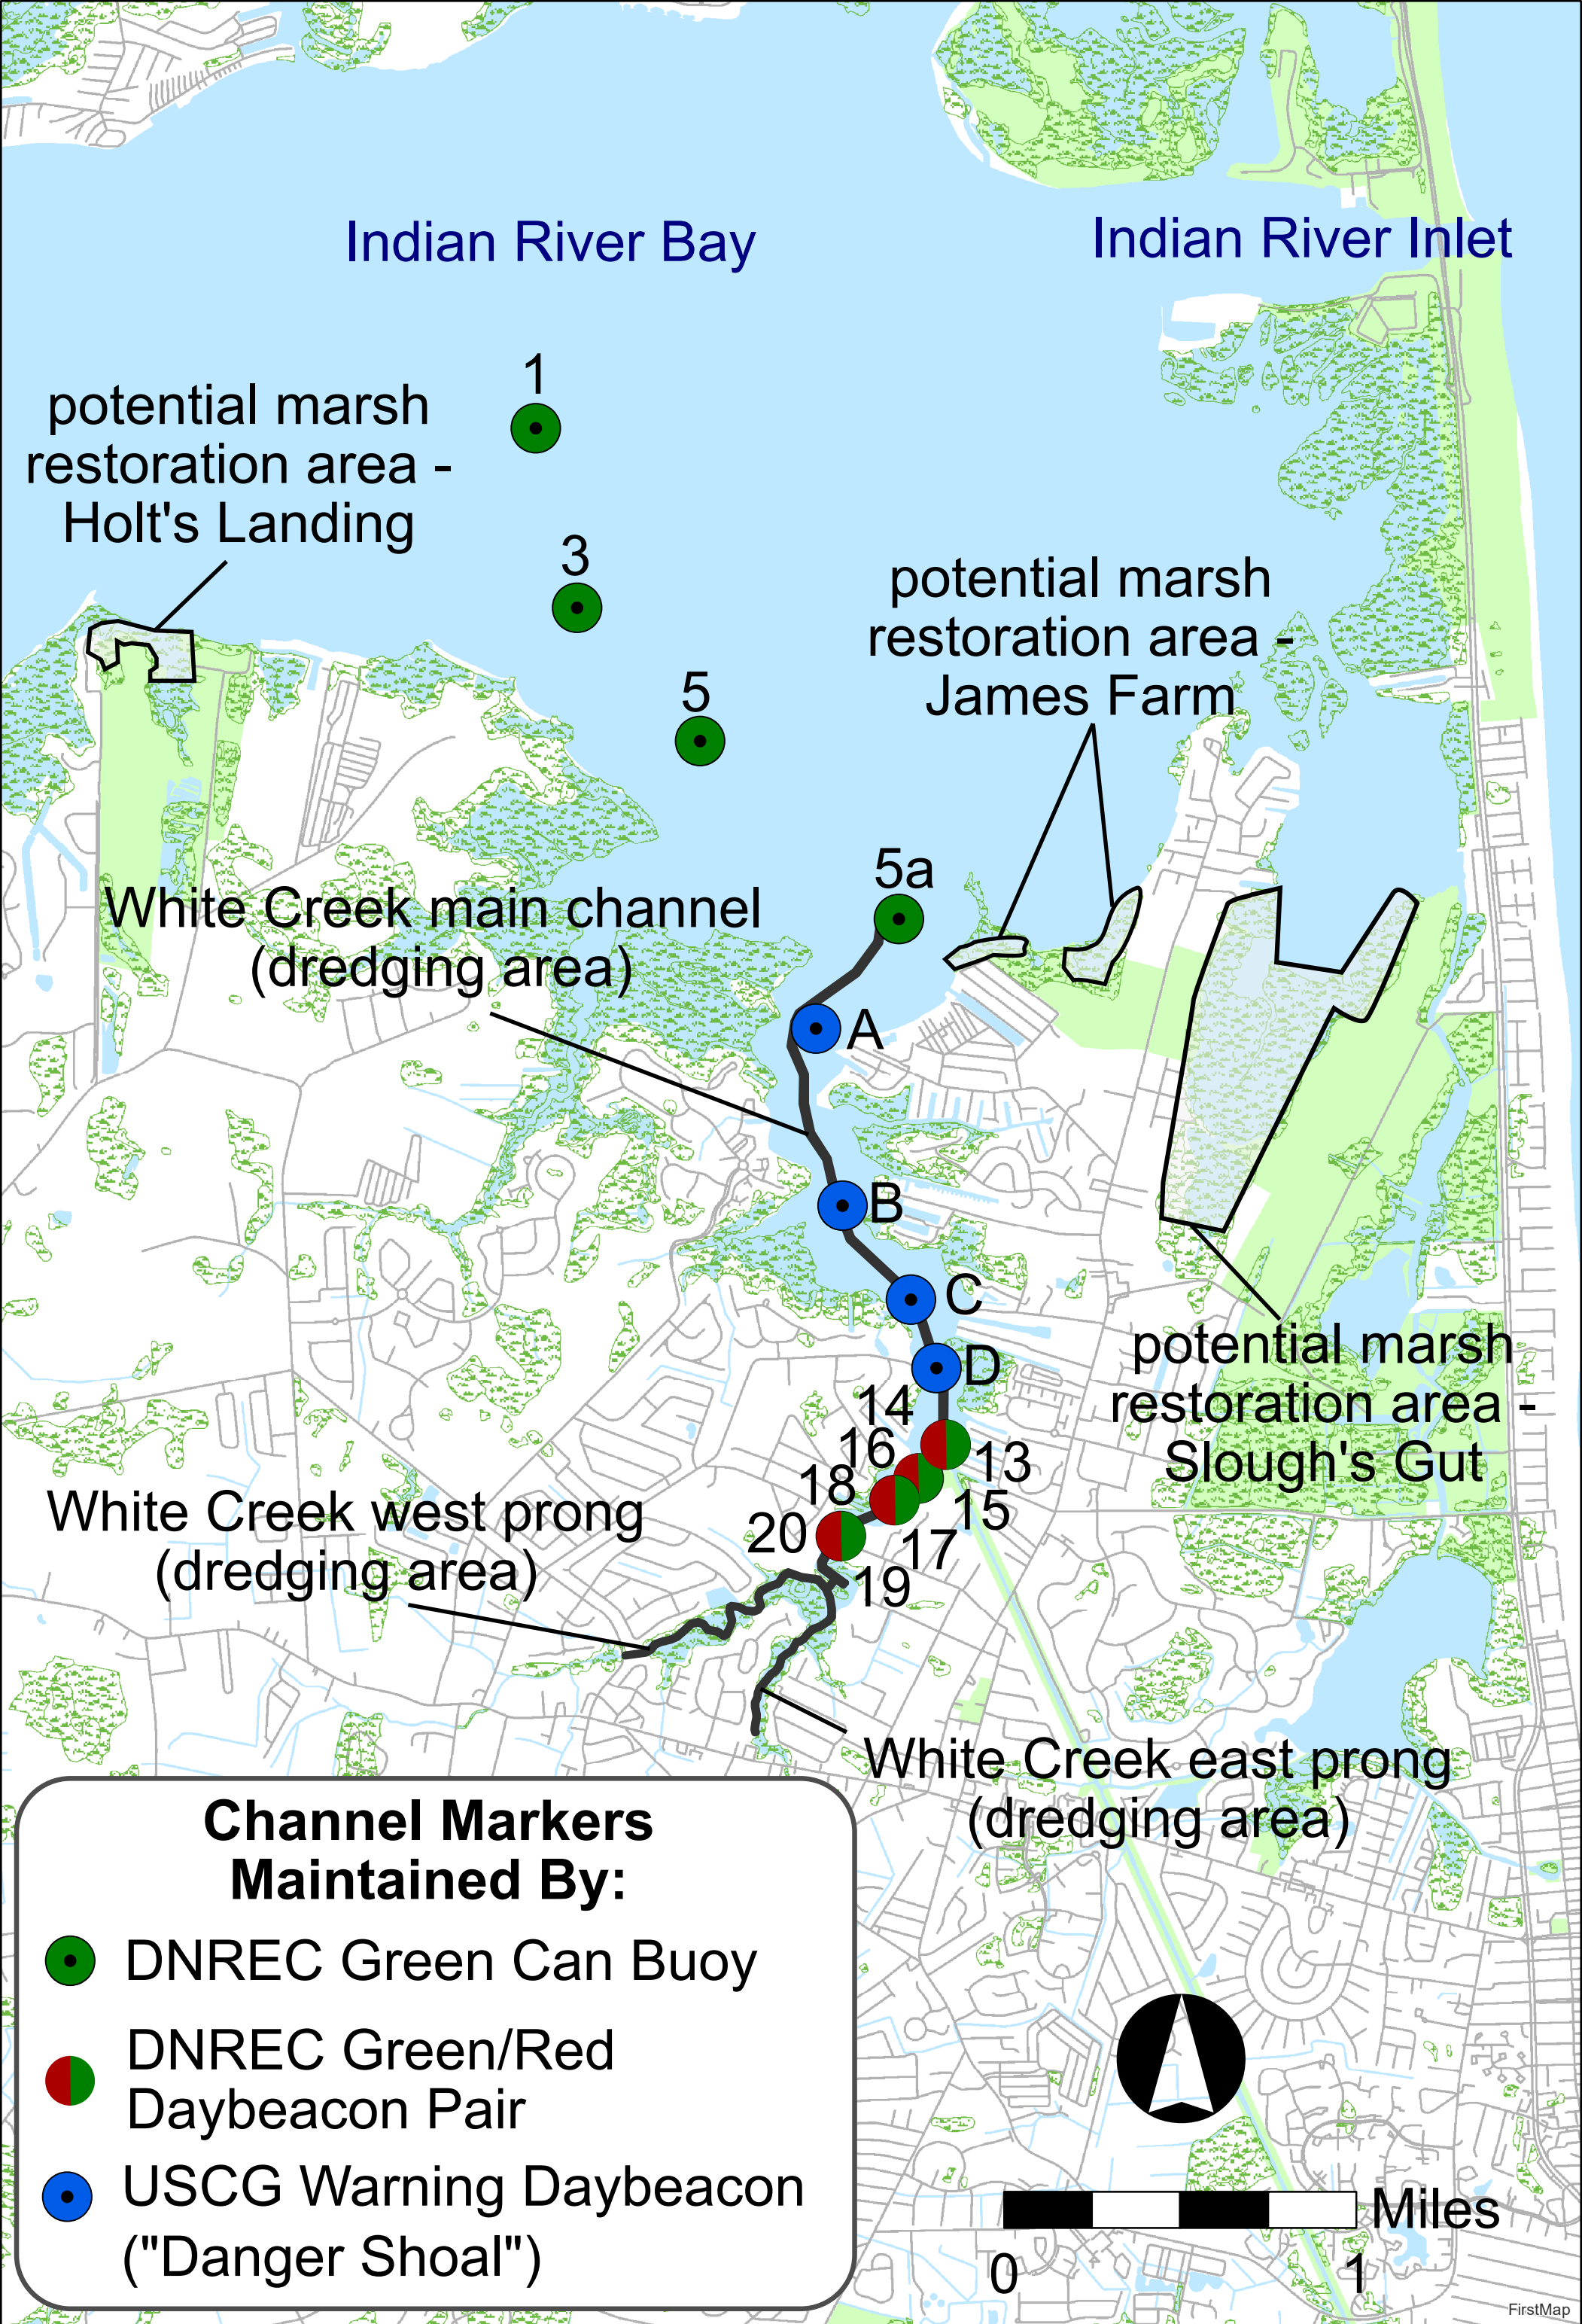 Indian River Bay
Indian River Inlet
1
potential marsh
restoration area -
Holt's Landing
3
potential marsh
restoration area -
James Farm
5
5a
White Creek main channel
(dredging area)
A
B
C
D
potential marsh
restoration area -
Slough's Gut
14
13
16
15
18
17
20
19
White Creek west prong
(dredging area)
White Creek east prong
(dredging area)
Channel Markers
Maintained By:
DNREC Green Can Buoy
DNREC Green/Red
Daybeacon Pair
USCG Warning Daybeacon
("Danger Shoal")
Miles
0
1
FirstMap